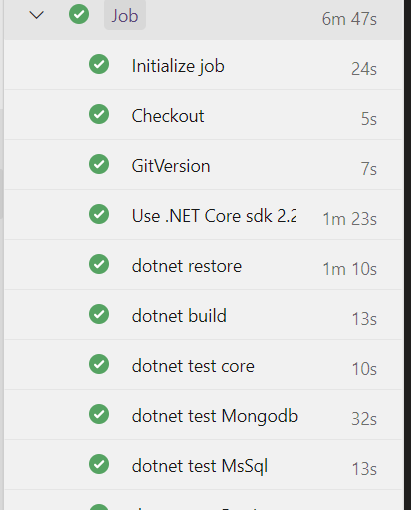 Job 6m 47s
Initialize job 24s
Checkout 5s
GitVersion 7s
Use .NET Core sdk 2.2 1m 23s
dotnet restore 1m 10s
dotnet build 13s
dotnet test core 10s
dotnet test Mongodb 32s
dotnet test MsSql 13s